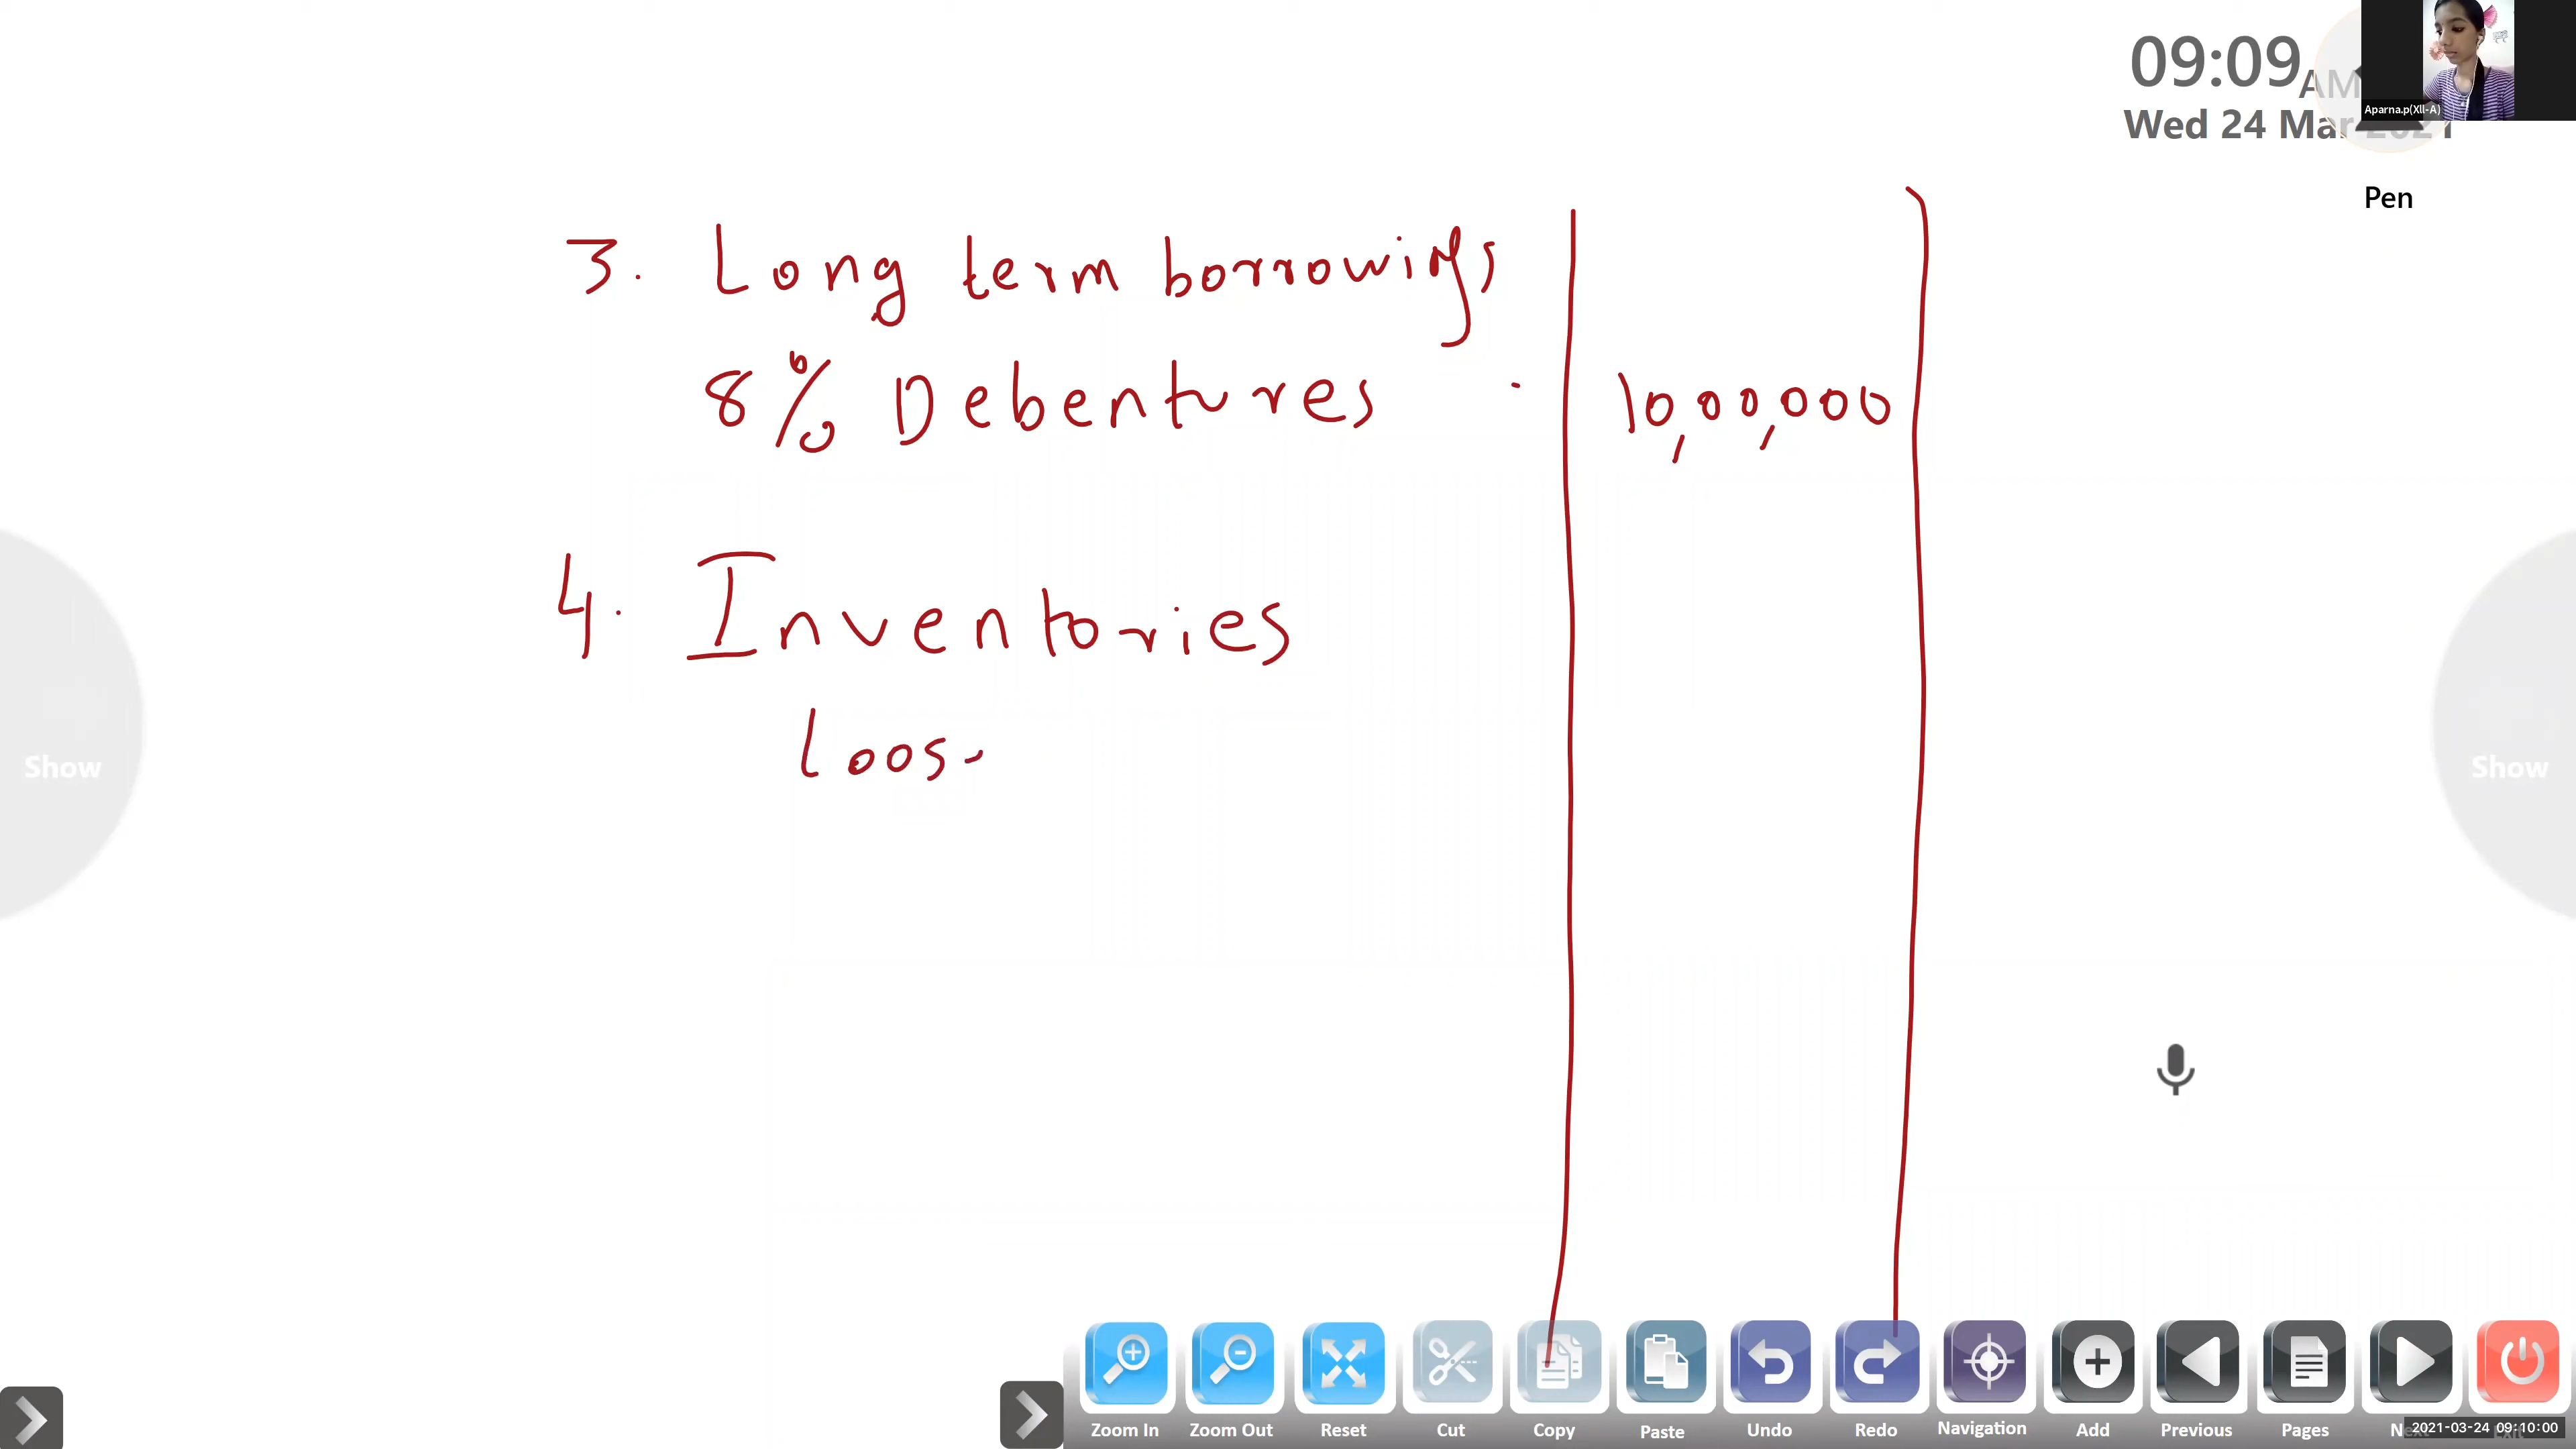 09:09 AM
Aparna.p(XII-A)
Wed 24 Mar 2021
Pen
3. Long term borrowings
8% Debentures 10,00,000
4. Inventories
Loos
Show
Show
Zoom In Zoom Out Reset Cut Copy Paste Undo Redo Navigation Add Previous Pages
2021-03-24 09:10:00